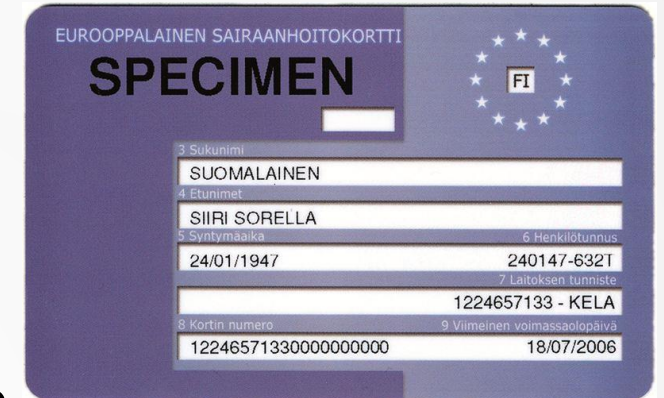 EUROOPPALAINEN SAIRAANHOITOKORTTI
SPECIMEN
FI
3 Sukunimi
SUOMALAINEN
4 Etunimet
SIIRI SORELLA
5 Syntymäaika 6 Henkilötunnus
24/01/1947 240147-632T
7 Laitoksen tunniste
1224657133 - KELA
8 Kortin numero 9 Viimeinen voimassaolopäivä
12246571330000000000 18/07/2006